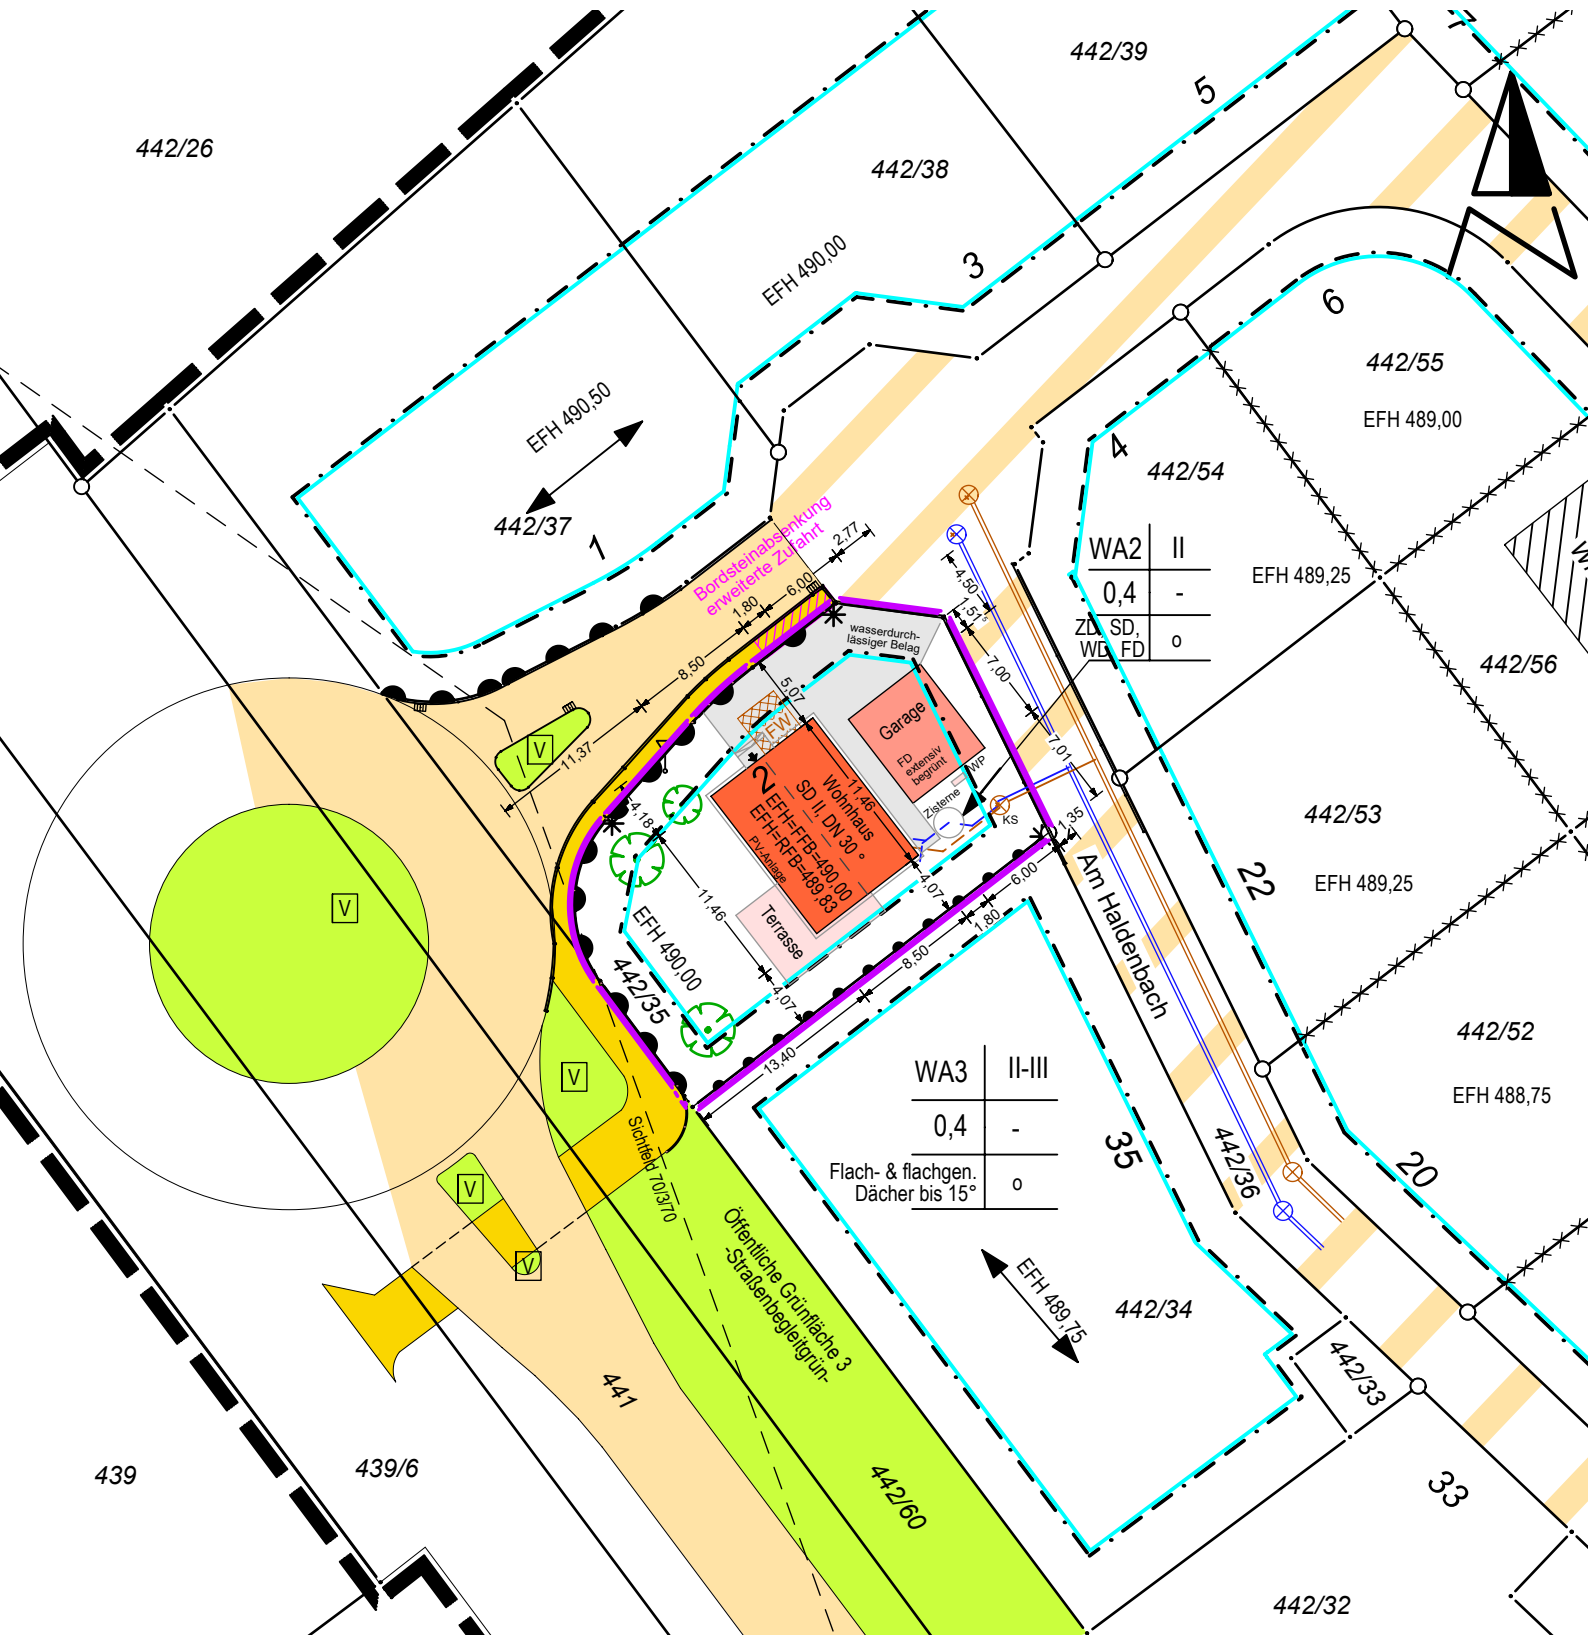 442/26
442/39
5
442/38
EFH 490,00
3
6
442/55
EFH 489,00
EFH 490,50
442/37
1
4
442/54
Bordsteinabsenkung
erweiterte Zufahrt
2,77
6,00
1,80
8,50
11,37
WA2 II
0,4 -
ZD, SD,
WD, FD o
EFH 489,25
442/56
4,50
1,51⁵
7,00
7,01
1,35
wasserdurch-
lässiger Belag
5,07
FW
Garage
FD
extensiv
begrünt
WP
Zisterne
KS
2
11,46
Wohnhaus
SD II, DN 30 °
EFH=FFB=490,00
EFH=RFB=489,83
PV-Anlage
4,18
11,46
4,07
4,07
Terrasse
EFH 490,00
442/35
6,00
1,80
8,50
13,40
V
V
V
V
V
Am Haldenbach
22
442/53
EFH 489,25
442/52
EFH 488,75
WA3 II-III
0,4 -
Flach- & flachgen.
Dächer bis 15° o
35
442/36
20
Sichtfeld 70/3/70
Öffentliche Grünfläche 3
-Straßenbegleitgrün-
EFH 489,75
442/34
442/33
441
439
439/6
442/60
33
442/32